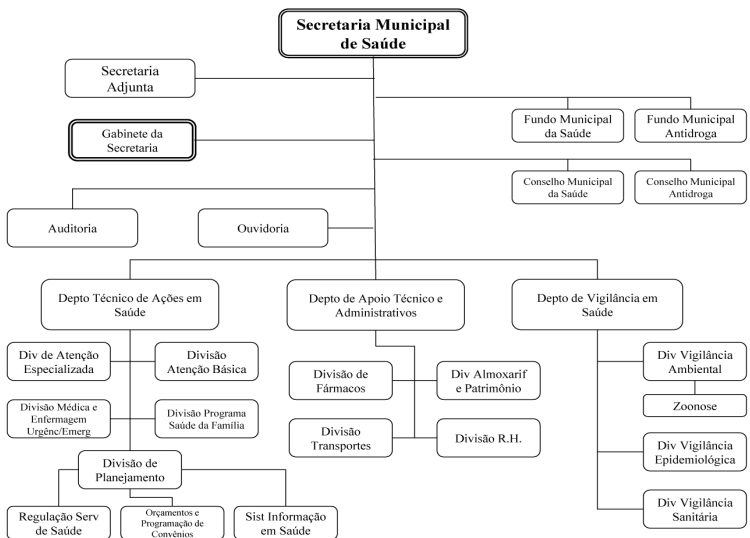 Secretaria Municipal
de Saúde
Secretaria
Adjunta
Fundo Municipal
da Saúde
Fundo Municipal
Antidroga
Gabinete da
Secretaria
Conselho Municipal
da Saúde
Conselho Municipal
Antidroga
Auditoria
Ouvidoria
Depto Técnico de Ações em
Saúde
Depto de Apoio Técnico e
Administrativos
Depto de Vigilância em
Saúde
Div de Atenção
Especializada
Divisão
Atenção Básica
Divisão Médica e
Enfermagem
Urgênc/Emerg
Divisão Programa
Saúde da Família
Divisão de
Planejamento
Regulação Serv
de Saúde
Orçamentos e
Programação de
Convênios
Sist Informação
em Saúde
Divisão de
Fármacos
Div Almoxarif
e Patrimônio
Divisão
Transportes
Divisão R.H.
Div Vigilância
Ambiental
Zoonose
Div Vigilância
Epidemiológica
Div Vigilância
Sanitária